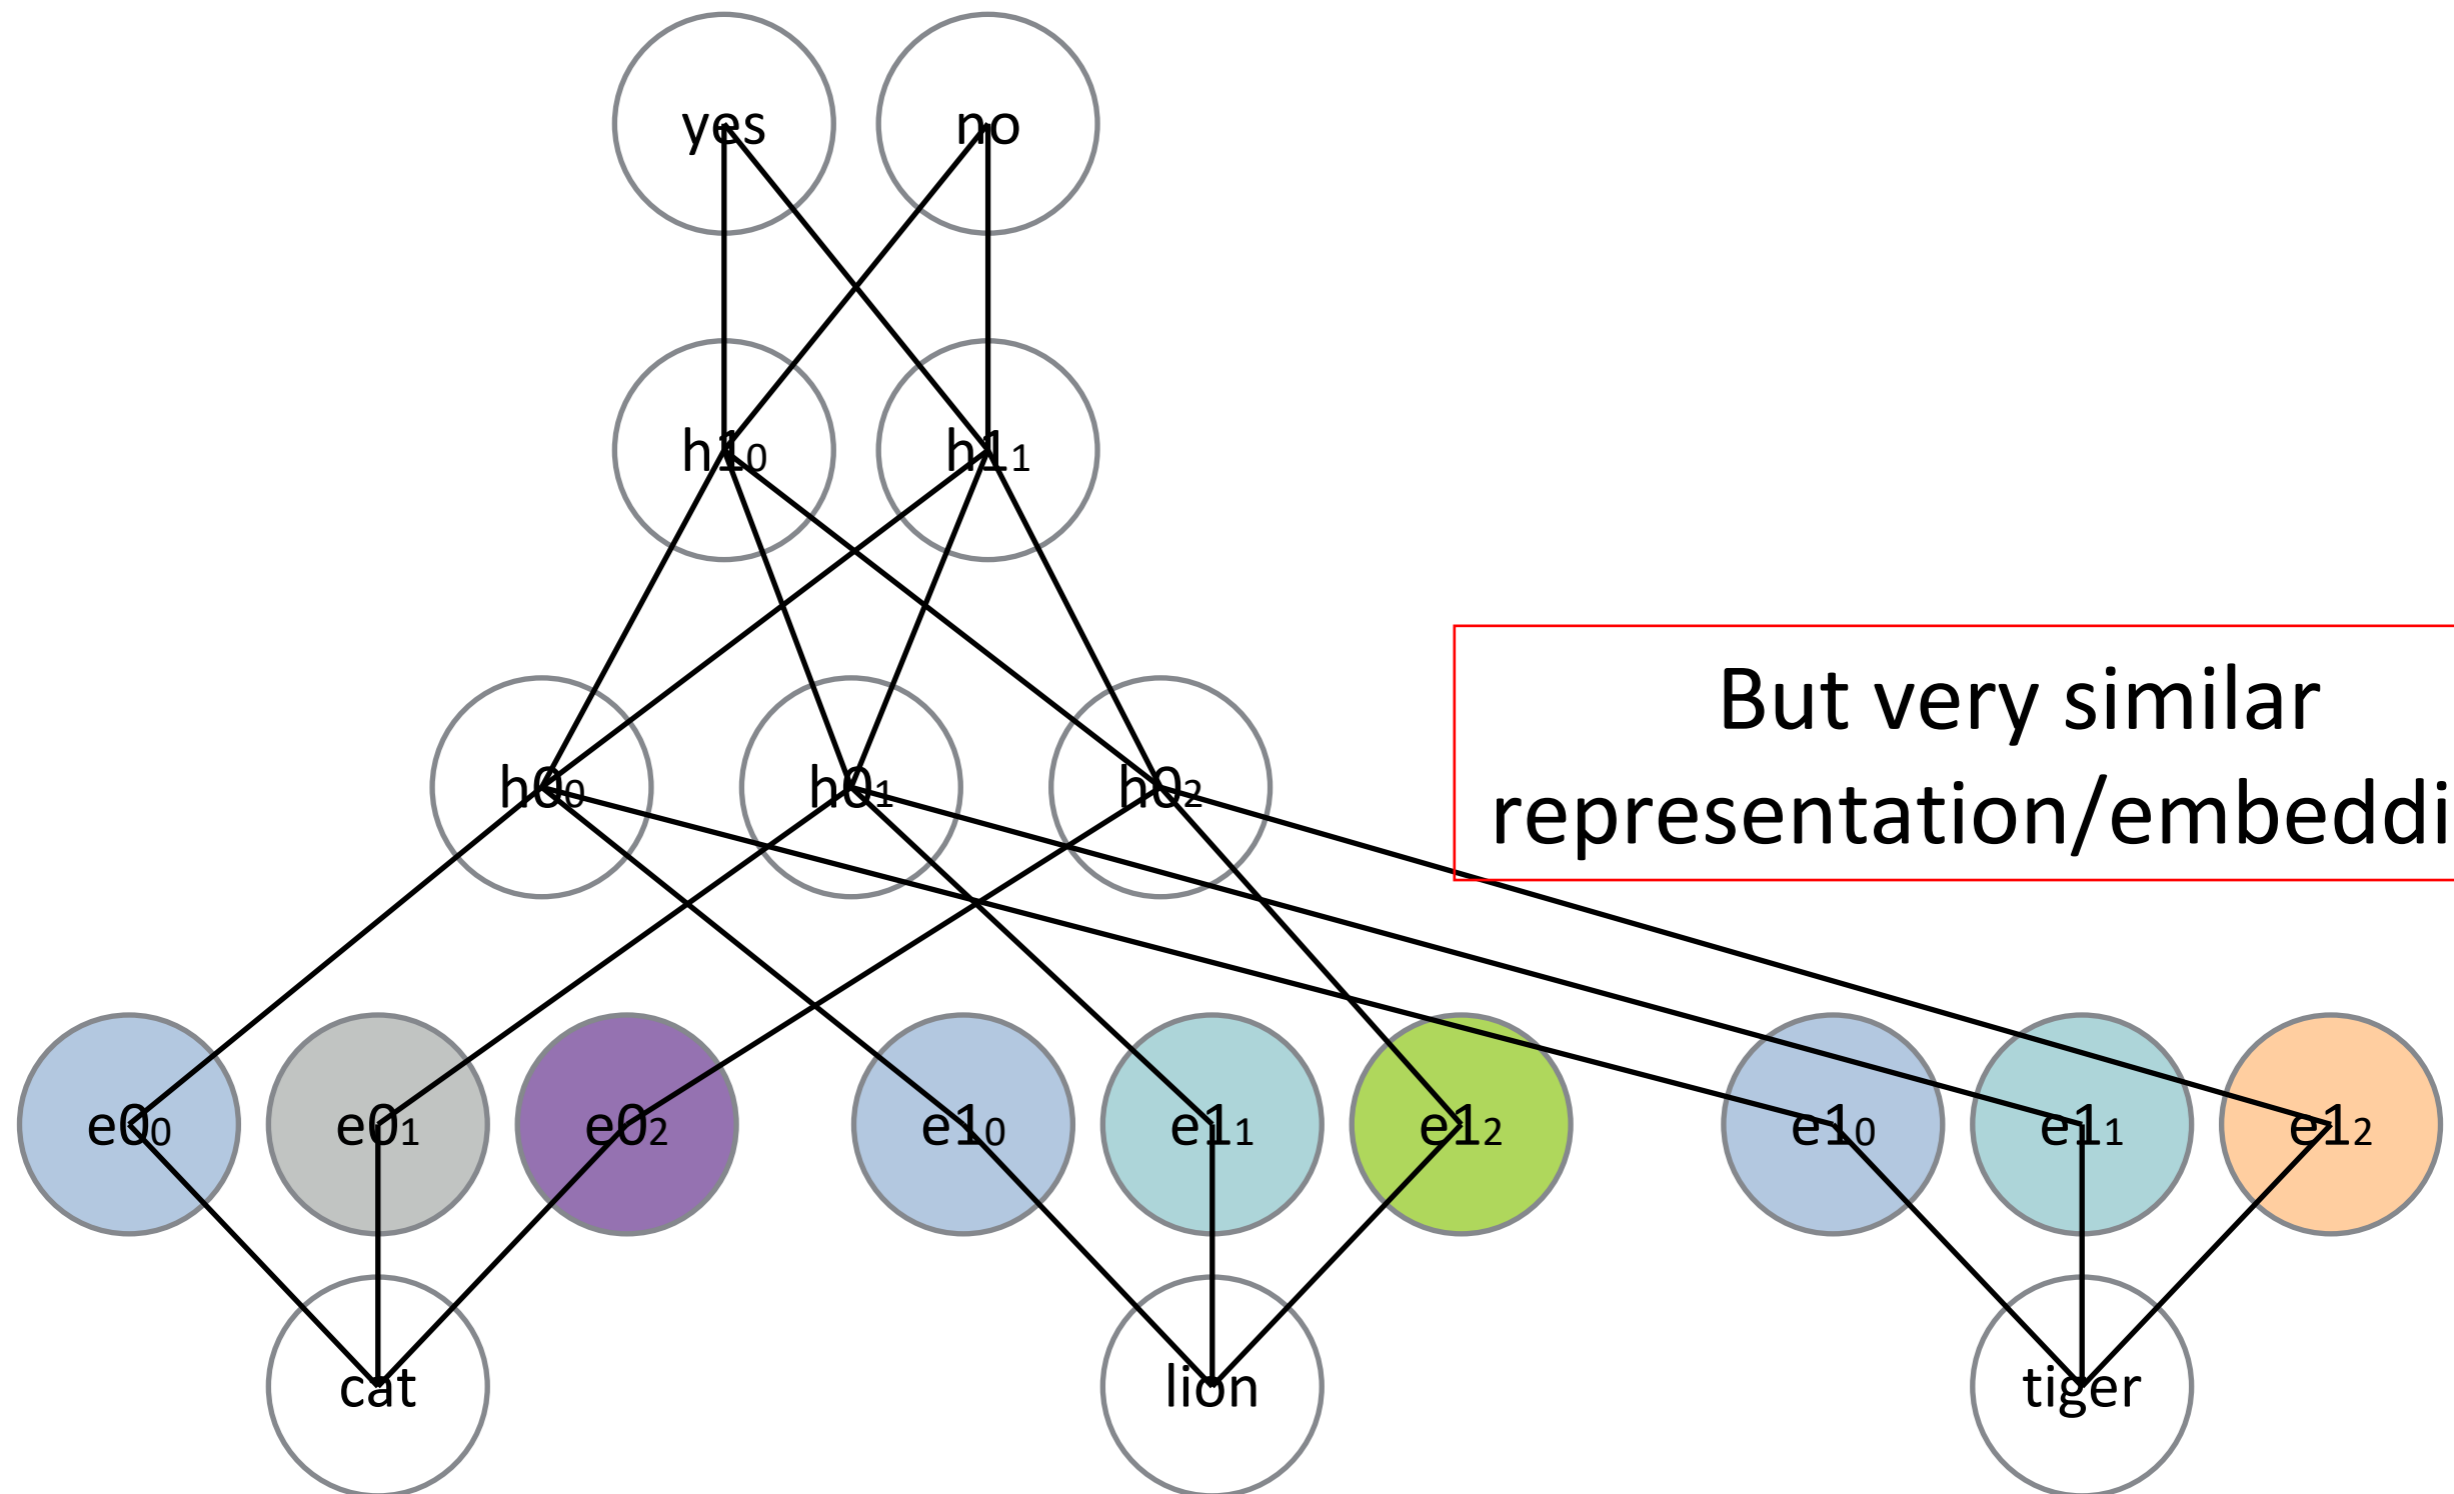 yes no
h1₀ h1₁
But very similar
h0₀ h0₁ h0₂
representation/embeddi
e0₀ e0₁ e0₂ e1₀ e1₁ e1₂ e1₀ e1₁ e1₂
cat lion tiger